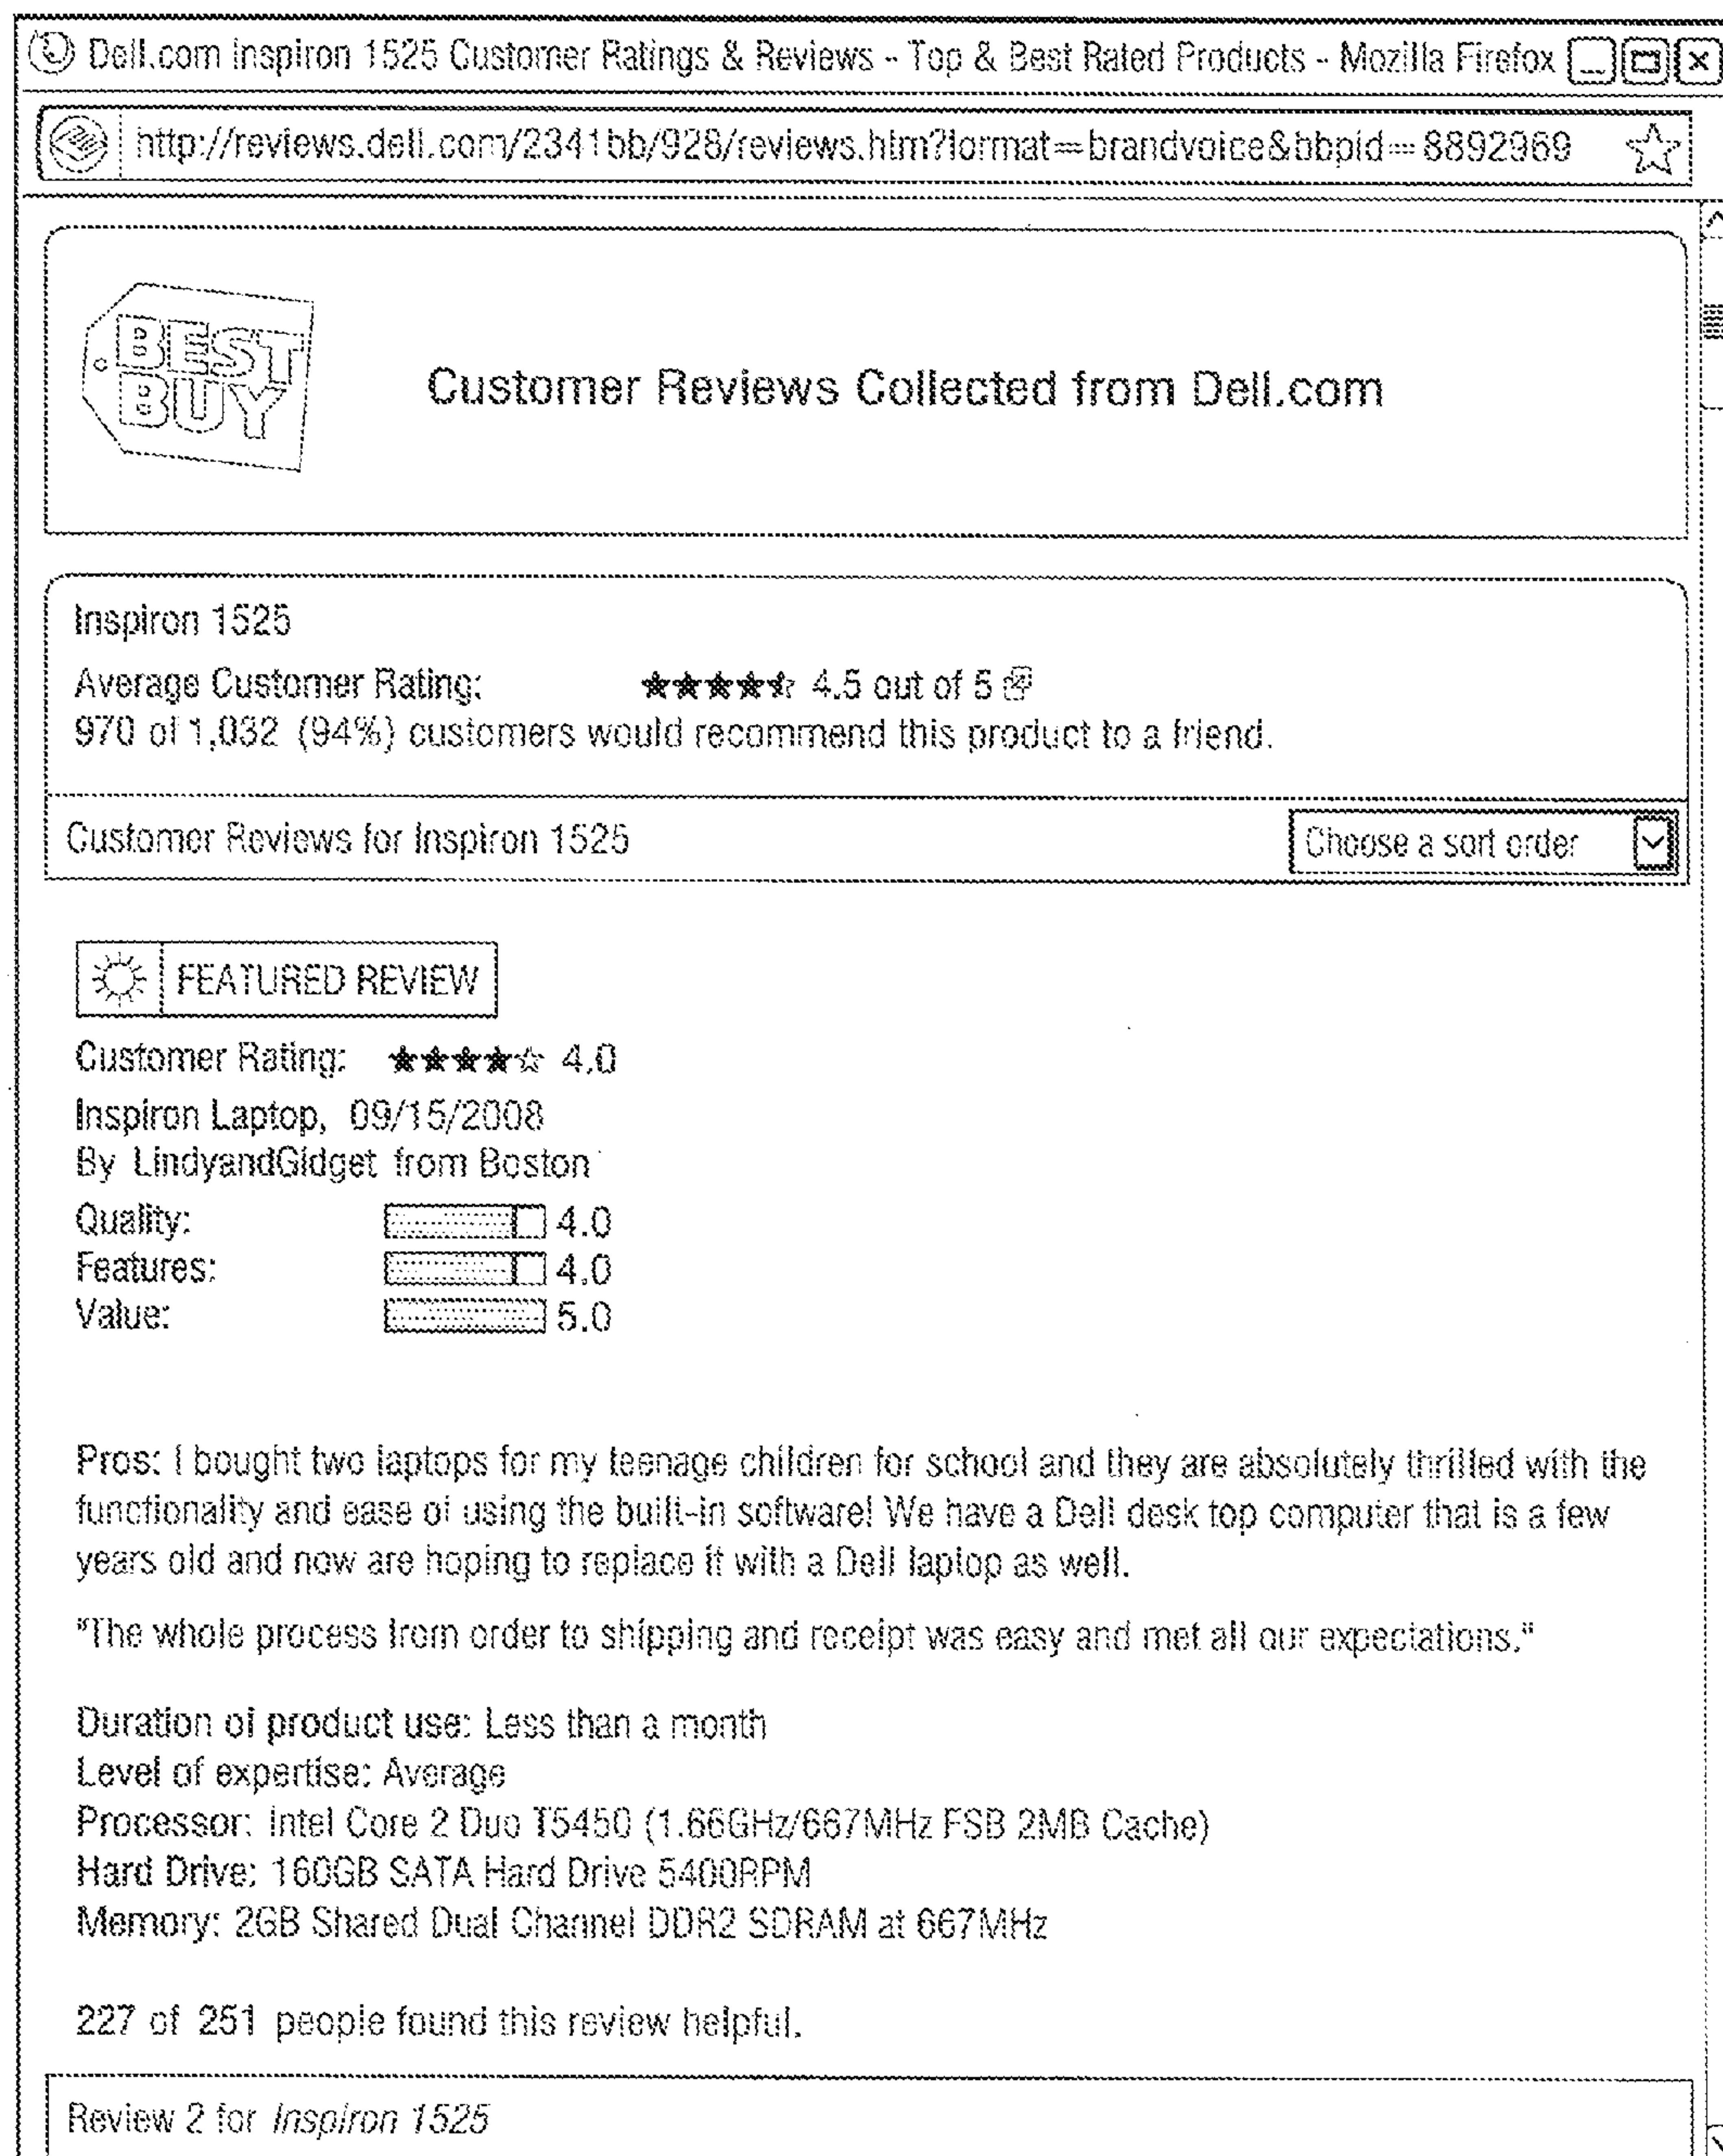 Dell.com Inspiron 1525 Customer Ratings & Reviews - Top & Best Rated Products - Mozilla Firefox
http://reviews.dell.com/2341bb/928/reviews.htm?format=brandvoice&bbpid=8892969
BEST
BUY
Customer Reviews Collected from Dell.com
Inspiron 1525
Average Customer Rating: 4.5 out of 5
970 of 1,032 (94%) customers would recommend this product to a friend.
Customer Reviews for Inspiron 1525 Choose a sort order
FEATURED REVIEW
Customer Rating: 4.0
Inspiron Laptop, 09/15/2008
By LindyandGidget from Boston
Quality: 4.0
Features: 4.0
Value: 5.0
Pros: I bought two laptops for my teenage children for school and they are absolutely thrilled with the
functionality and ease of using the built-in software! We have a Dell desk top computer that is a few
years old and now are hoping to replace it with a Dell laptop as well.
"The whole process from order to shipping and receipt was easy and met all our expectations."
Duration of product use: Less than a month
Level of expertise: Average
Processor: Intel Core 2 Duo T5450 (1.66GHz/667MHz FSB 2MB Cache)
Hard Drive: 160GB SATA Hard Drive 5400RPM
Memory: 2GB Shared Dual Channel DDR2 SDRAM at 667MHz
227 of 251 people found this review helpful.
Review 2 for Inspiron 1525